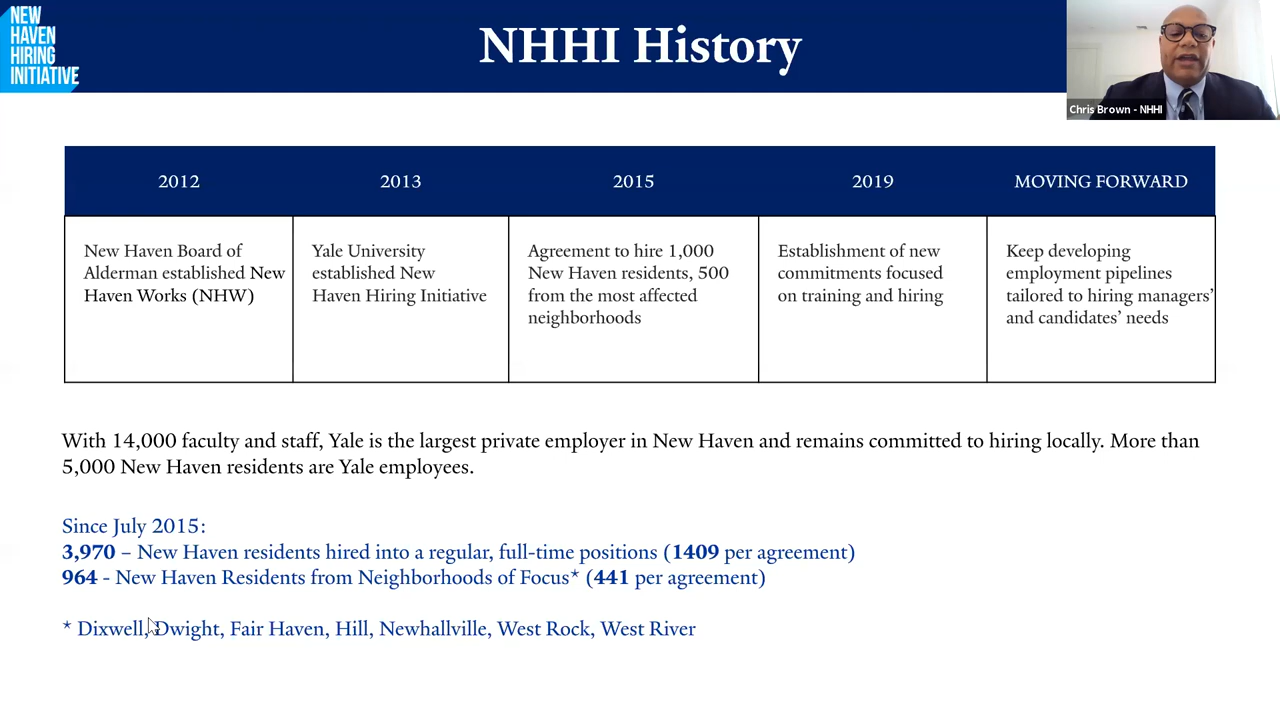 NEW
HAVEN
HIRING
INITIATIVE
NHHI History
Chris Brown - NHHI
2012
2013
2015
2019
MOVING FORWARD
New Haven Board of
Alderman established New
Haven Works (NHW)
Yale University
established New
Haven Hiring Initiative
Agreement to hire 1,000
New Haven residents, 500
from the most affected
neighborhoods
Establishment of new
commitments focused
on training and hiring
Keep developing
employment pipelines
tailored to hiring managers’
and candidates’ needs
With 14,000 faculty and staff, Yale is the largest private employer in New Haven and remains committed to hiring locally. More than
5,000 New Haven residents are Yale employees.
Since July 2015:
3,970 – New Haven residents hired into a regular, full-time positions (1409 per agreement)
964 - New Haven Residents from Neighborhoods of Focus* (441 per agreement)
* Dixwell, Dwight, Fair Haven, Hill, Newhallville, West Rock, West River